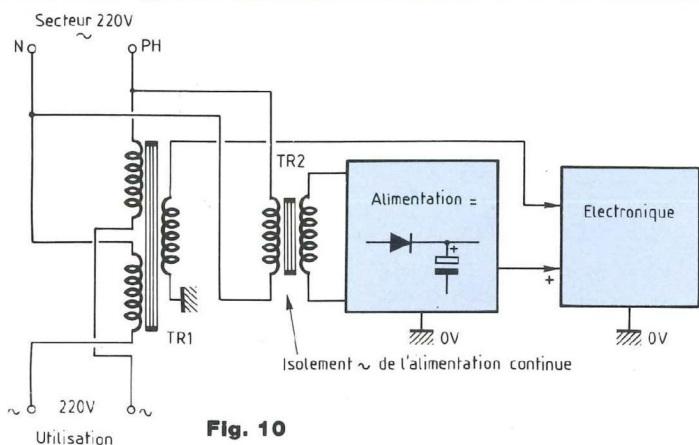 Secteur 220V
~
N
PH
TR2
Alimentation =
+
Electronique
+
TR1
0V
0V
Isolement ~ de l'alimentation continue
~ 220V ~
Utilisation
Fig. 10